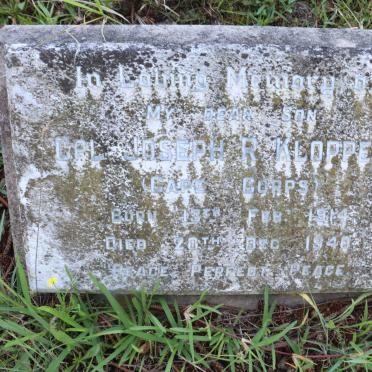 In Loving Memory of
My dear son
Cpl. Joseph R. Kloppe
(Cape Corps)
Born 13th Feb. 1914
Died 20th Dec. 1940
Peace Perfect Peace